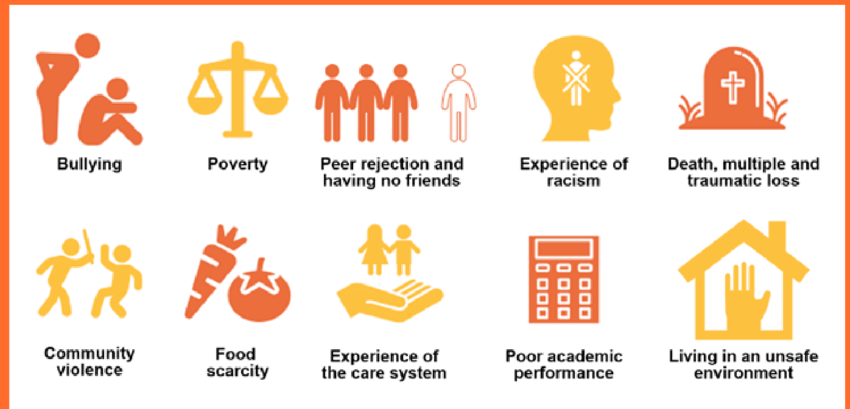 Bullying
Poverty
Peer rejection and
having no friends
Experience of
racism
Death, multiple and
traumatic loss
Community
violence
Food
scarcity
Experience of
the care system
Poor academic
performance
Living in an unsafe
environment